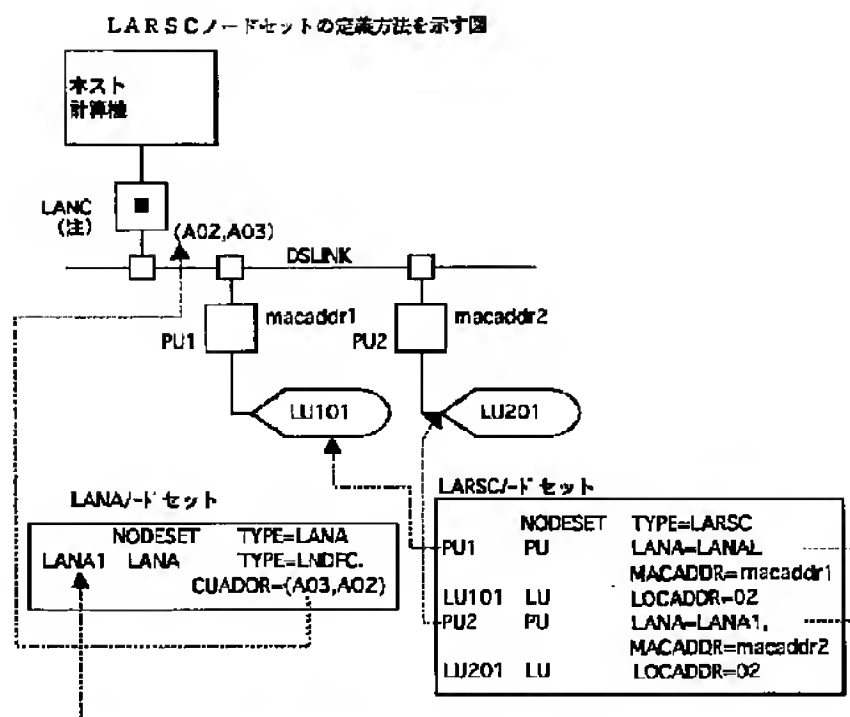 LARSCノードセットの定義方法を示す図
ホスト
計算機
LANC
(注)
(A02,A03)
DSLINK
PU1
macaddr1
PU2
macaddr2
LU101
LU201
LANAノードセット
NODESET TYPE=LANA
LANA1 LANA TYPE=LNDFC.
CUADOR=(A03,A02)
LARSCノードセット
NODESET TYPE=LARSC
PU1 PU LANA=LANAL
MACADDR=macaddr1
LU101 LU LOCADDR=02
PU2 PU LANA=LANA1,
MACADDR=macaddr2
LU201 LU LOCADDR=02